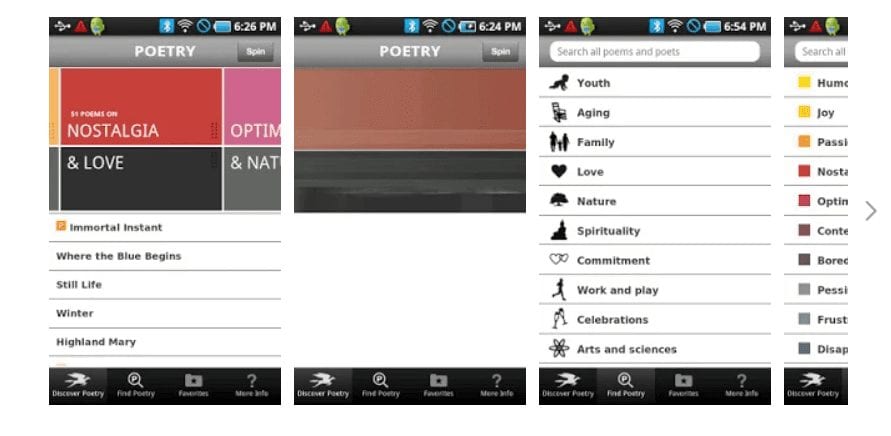 6:26 PM
POETRY
Spin
51 POEMS ON
NOSTALGIA
OPTIM
& LOVE
& NAT
Immortal Instant
Where the Blue Begins
Still Life
Winter
Highland Mary
Discover Poetry
Find Poetry
Favorites
More Info
6:24 PM
POETRY
Spin
Discover Poetry
Find Poetry
Favorites
More Info
6:54 PM
Search all poems and poets
Youth
Aging
Family
Love
Nature
Spirituality
Commitment
Work and play
Celebrations
Arts and sciences
Discover Poetry
Find Poetry
Favorites
More Info
Search all
Humo
Joy
Passi
Nosta
Optin
Conte
Bored
Pessi
Frust
Disap
Discover Poetry